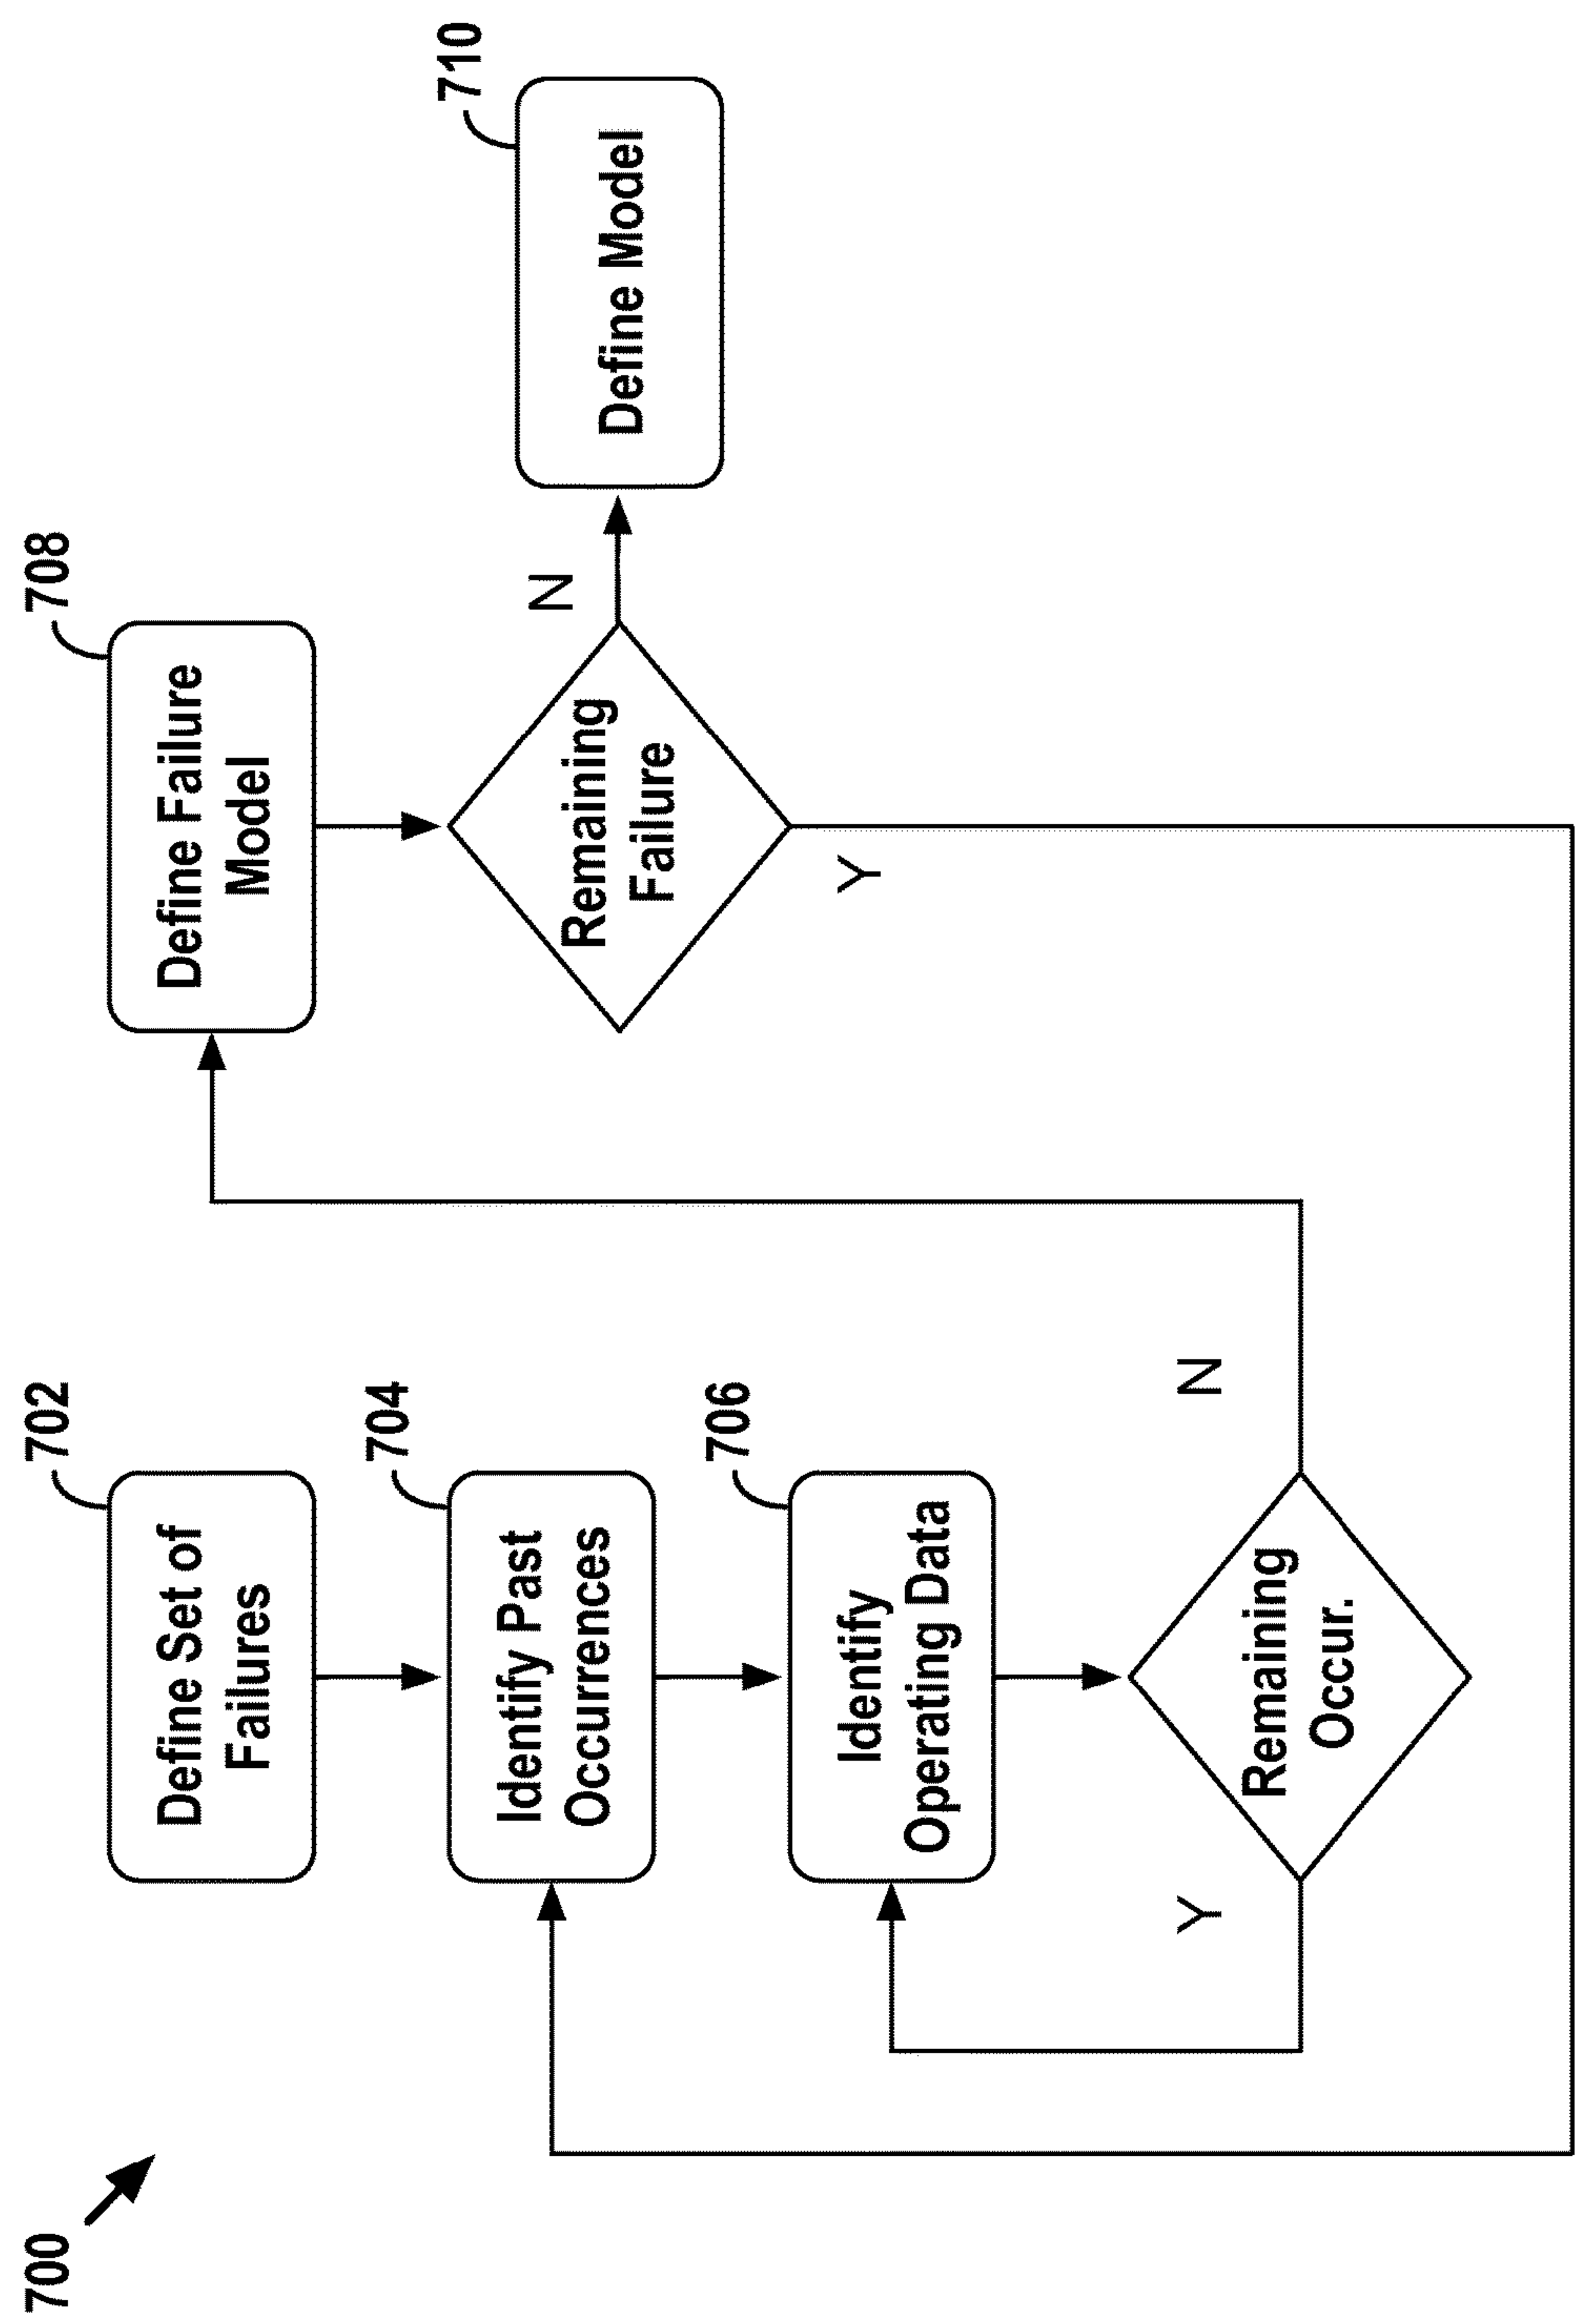 700
702
Define Set of
Failures
704
Identify Past
Occurrences
706
Identify
Operating Data
Remaining
Occur.
Y
N
708
Define Failure
Model
Remaining
Failure
Y
N
710
Define Model